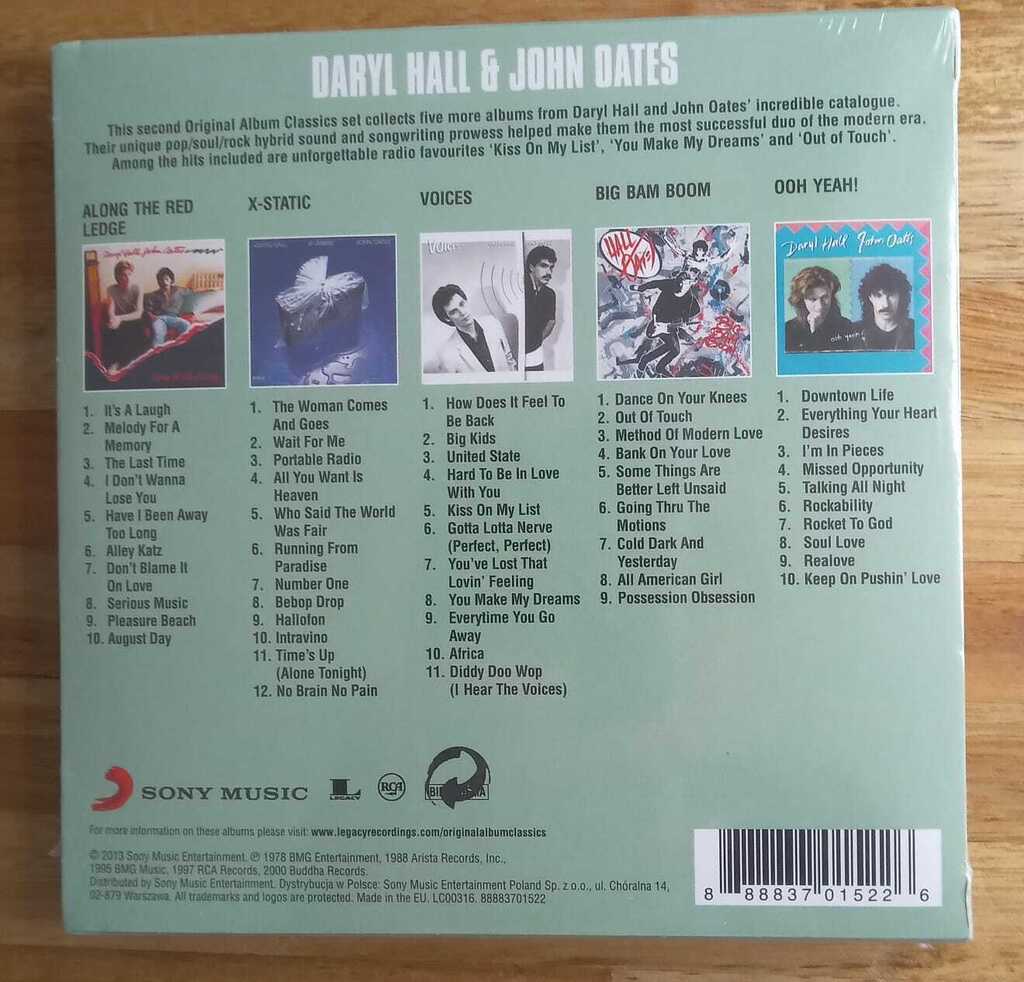 DARYL HALL & JOHN OATES
This second Original Album Classics set collects five more albums from Daryl Hall and John Oates' incredible catalogue.
Their unique pop/soul/rock hybrid sound and songwriting prowess helped make them the most successful duo of the modern era.
Among the hits included are unforgettable radio favourites 'Kiss On My List', 'You Make My Dreams' and 'Out of Touch'.
ALONG THE RED
LEDGE
1. It's A Laugh
2. Melody For A
Memory
3. The Last Time
4. I Don't Wanna
Lose You
5. Have I Been Away
Too Long
6. Alley Katz
7. Don't Blame It
On Love
8. Serious Music
9. Pleasure Beach
10. August Day
X-STATIC
1. The Woman Comes
And Goes
2. Wait For Me
3. Portable Radio
4. All You Want Is
Heaven
5. Who Said The World
Was Fair
6. Running From
Paradise
7. Number One
8. Bebop Drop
9. Hallofon
10. Intravino
11. Time's Up
(Alone Tonight)
12. No Brain No Pain
VOICES
Voices
1. How Does It Feel To
Be Back
2. Big Kids
3. United State
4. Hard To Be In Love
With You
5. Kiss On My List
6. Gotta Lotta Nerve
(Perfect, Perfect)
7. You've Lost That
Lovin' Feeling
8. You Make My Dreams
9. Everytime You Go
Away
10. Africa
11. Diddy Doo Wop
(I Hear The Voices)
BIG BAM BOOM
HALL
OATES
1. Dance On Your Knees
2. Out Of Touch
3. Method Of Modern Love
4. Bank On Your Love
5. Some Things Are
Better Left Unsaid
6. Going Thru The
Motions
7. Cold Dark And
Yesterday
8. All American Girl
9. Possession Obsession
OOH YEAH!
Daryl Hall John Oates
ooh yeah!
1. Downtown Life
2. Everything Your Heart
Desires
3. I'm In Pieces
4. Missed Opportunity
5. Talking All Night
6. Rockability
7. Rocket To God
8. Soul Love
9. Realove
10. Keep On Pushin' Love
SONY MUSIC
LEGACY
RCA
For more information on these albums please visit: www.legacyrecordings.com/originalalbumclassics
© 2013 Sony Music Entertainment. ℗ 1978 BMG Entertainment, 1988 Arista Records, Inc.,
1995 BMG Music, 1997 RCA Records, 2000 Buddha Records.
Distributed by Sony Music Entertainment. Dystrybucja w Polsce: Sony Music Entertainment Poland Sp. z o.o., ul. Chóralna 14,
02-879 Warszawa. All trademarks and logos are protected. Made in the EU. LC00316. 88883701522
8 88837 01522 6